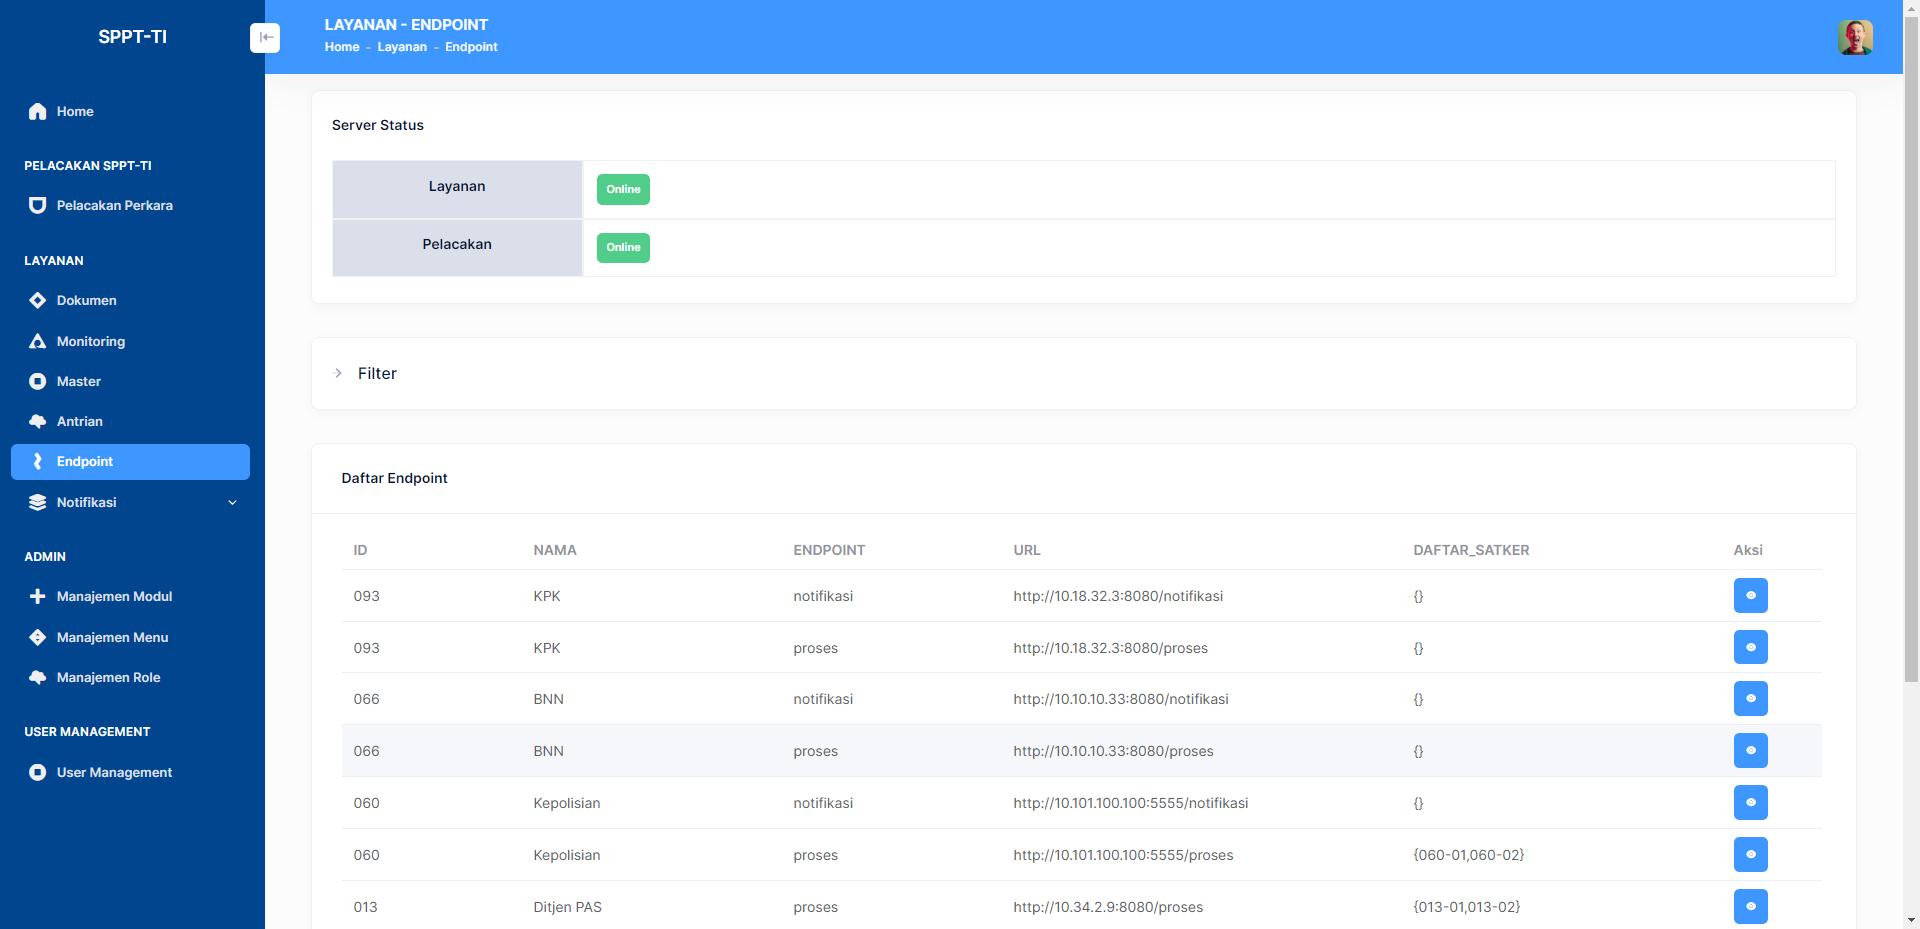 SPPT-TI
Home
PELACAKAN SPPT-TI
Pelacakan Perkara
LAYANAN
Dokumen
Monitoring
Master
Antrian
Endpoint
Notifikasi
ADMIN
Manajemen Modul
Manajemen Menu
Manajemen Role
USER MANAGEMENT
User Management
LAYANAN - ENDPOINT
Home - Layanan - Endpoint
Server Status
Layanan Online
Pelacakan Online
Filter
Daftar Endpoint
ID NAMA ENDPOINT URL DAFTAR_SATKER Aksi
093 KPK notifikasi http://10.18.32.3:8080/notifikasi {}
093 KPK proses http://10.18.32.3:8080/proses {}
066 BNN notifikasi http://10.10.10.33:8080/notifikasi {}
066 BNN proses http://10.10.10.33:8080/proses {}
060 Kepolisian notifikasi http://10.101.100.100:5555/notifikasi {}
060 Kepolisian proses http://10.101.100.100:5555/proses {060-01,060-02}
013 Ditjen PAS proses http://10.34.2.9:8080/proses {013-01,013-02}